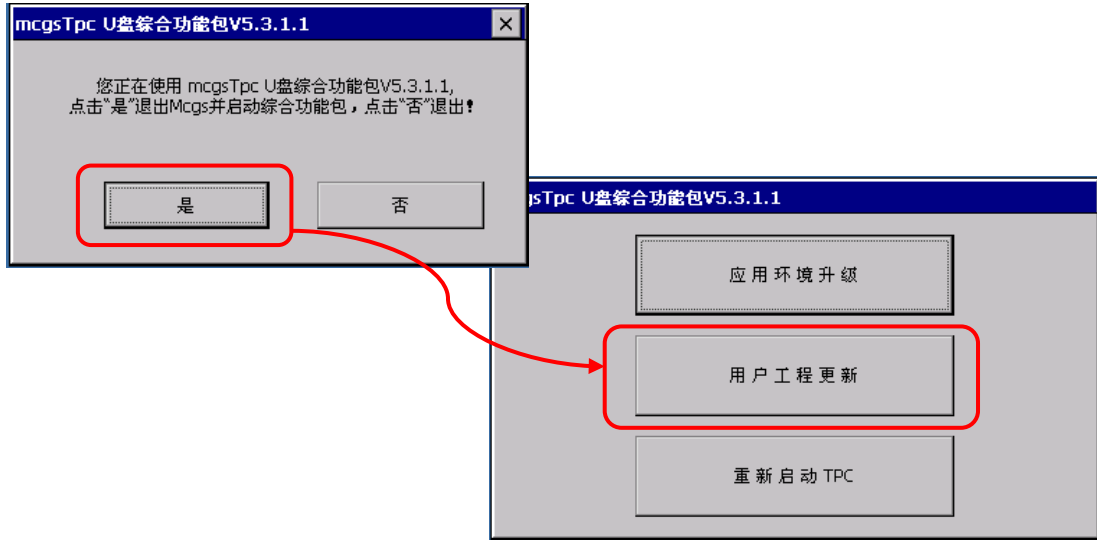 mcgsTpc U盘综合功能包V5.3.1.1
您正在使用 mcgsTpc U盘综合功能包V5.3.1.1,
点击“是”退出Mcgs并启动综合功能包，点击“否”退出！
是
否
gsTpc U盘综合功能包V5.3.1.1
应用环境升级
用户工程更新
重新启动TPC